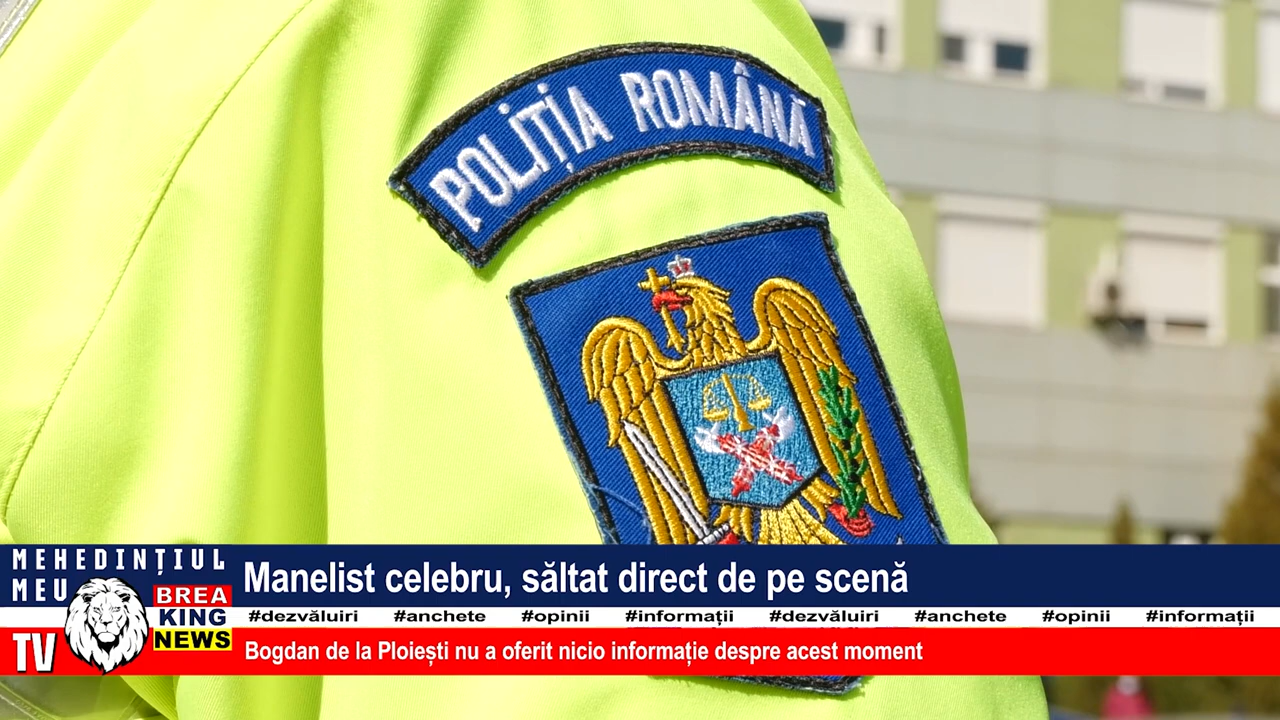 POLIȚIA ROMÂNĂ
MEHEDINȚIUL
MEU
BREA
KING
NEWS
TV
Manelist celebru, săltat direct de pe scenă
#dezvăluiri #anchete #opinii #informații #dezvăluiri #anchete #opinii #informații
Bogdan de la Ploiești nu a oferit nicio informație despre acest moment